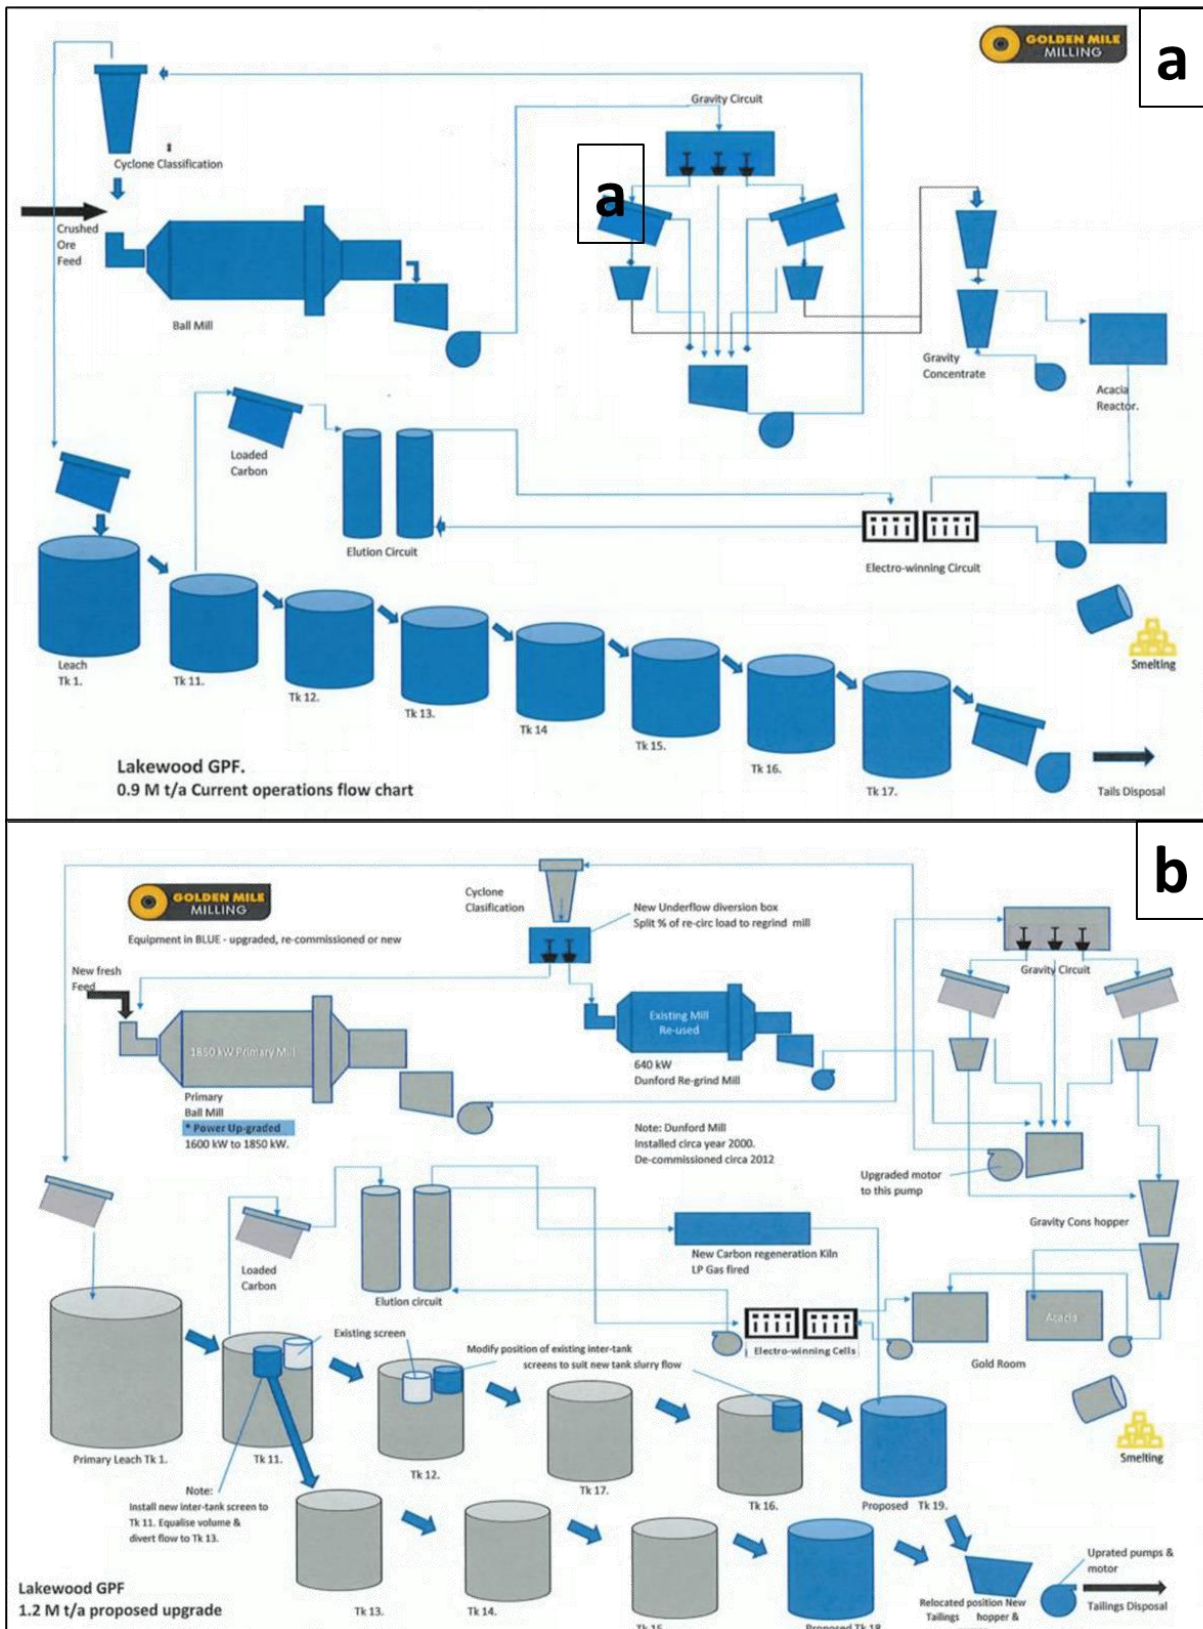 GOLDEN MILE
MILLING
a
Gravity Circuit
Cyclone Classification
a
Crushed
Ore
Feed
Ball Mill
Gravity
Concentrate
Acacia
Reactor.
Loaded
Carbon
Elution Circuit
Electro-winning Circuit
Smelting
Leach
Tk 1.
Tk 11.
Tk 12.
Tk 13.
Tk 14
Tk 15.
Tk 16.
Tk 17.
Lakewood GPF.
0.9 M t/a Current operations flow chart
Tails Disposal
b
GOLDEN MILE
MILLING
Equipment in BLUE - upgraded, re-commissioned or new
Cyclone
Clasification
New Underflow diversion box
Split % of re-circ load to regrind mill
Gravity Circuit
New fresh
Feed
1850 kW Primary Mill
Existing Mill
Re-used
640 kW
Dunford Re-grind Mill
Primary
Ball Mill
* Power Up-graded
1600 kW to 1850 kW.
Note: Dunford Mill
Installed circa year 2000.
De-commissioned circa 2012
Upgraded motor
to this pump
Gravity Cons hopper
Loaded
Carbon
Elution circuit
New Carbon regeneration Kiln
LP Gas fired
Acacia
Electro-winning Cells
Gold Room
Existing screen
Modify position of existing inter-tank
screens to suit new tank slurry flow
Smelting
Primary Leach Tk 1.
Tk 11.
Tk 12.
Tk 17.
Tk 16.
Proposed Tk 19.
Note:
Install new inter-tank screen to
Tk 11. Equalise volume &
divert flow to Tk 13.
Uprated pumps &
motor
Tailings Disposal
Relocated position New
Tailings hopper &
Lakewood GPF
1.2 M t/a proposed upgrade
Tk 13.
Tk 14.
Tk 15.
Proposed Tk 18.